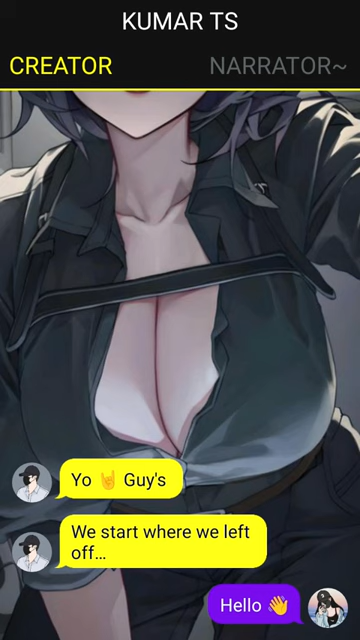 KUMAR TS
CREATOR
NARRATOR~
Yo 🤘 Guy's
We start where we left
off...
Hello 👋